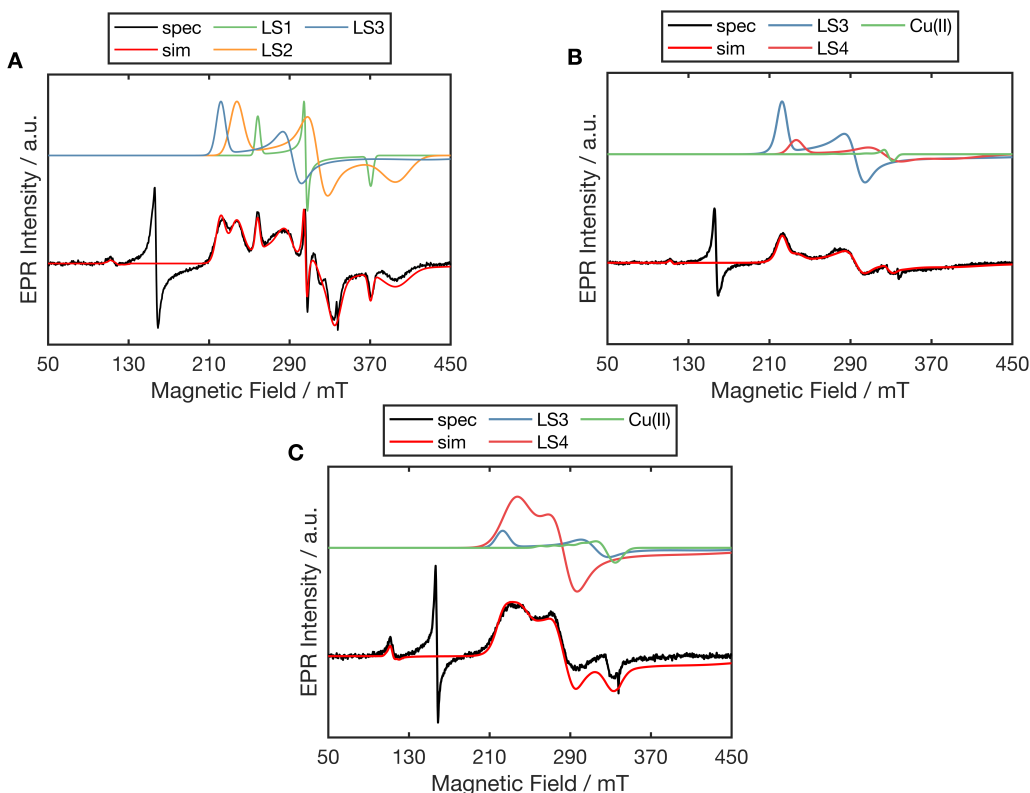 spec LS1 LS3
sim LS2
A
EPR Intensity / a.u.
50 130 210 290 370 450
Magnetic Field / mT
spec LS3 Cu(II)
sim LS4
B
EPR Intensity / a.u.
50 130 210 290 370 450
Magnetic Field / mT
spec LS3 Cu(II)
sim LS4
C
EPR Intensity / a.u.
50 130 210 290 370 450
Magnetic Field / mT